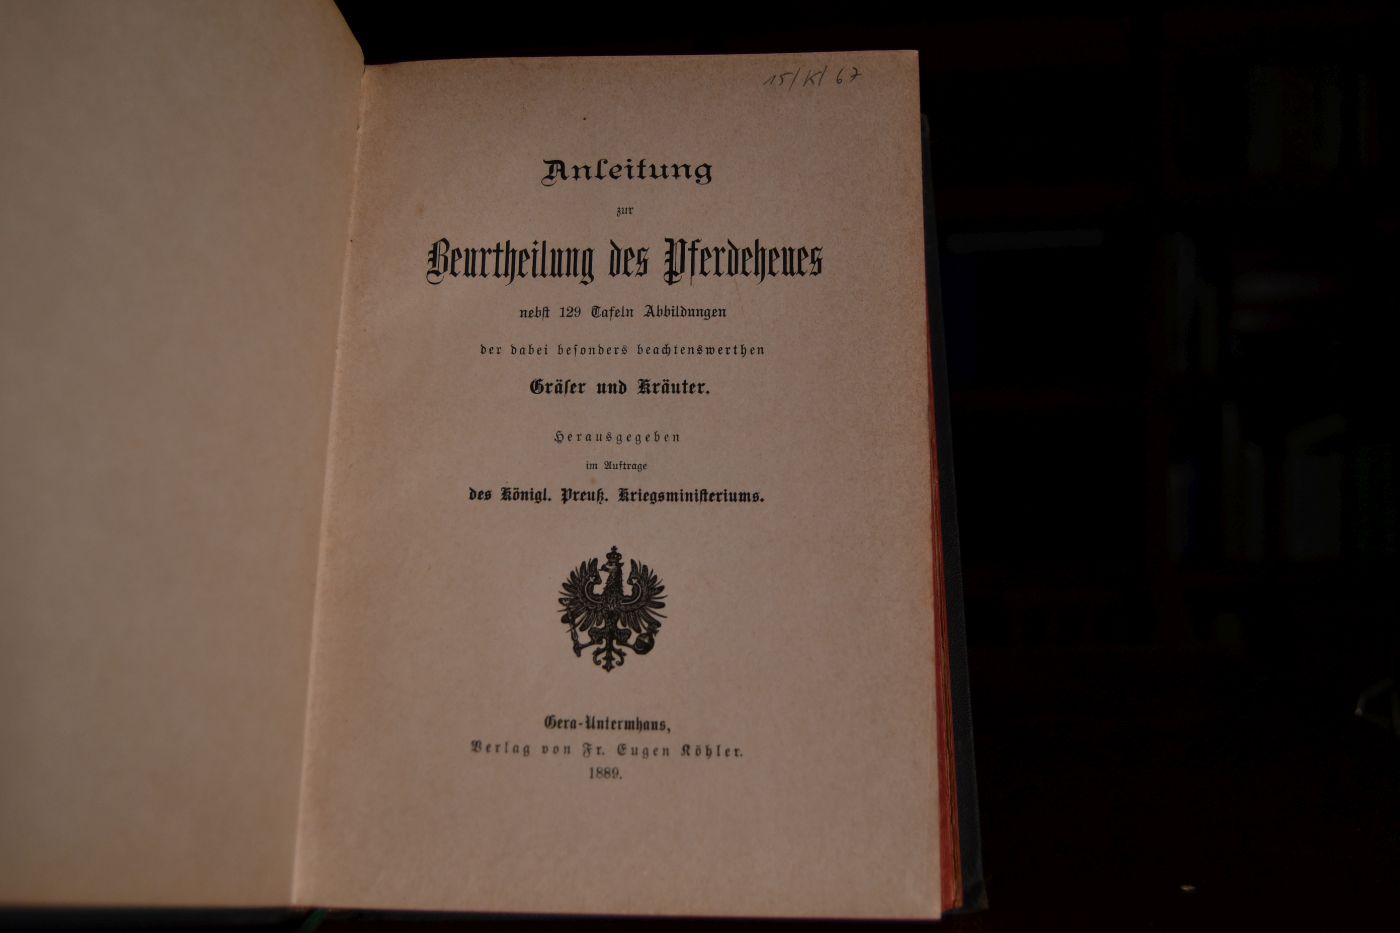 15/K/67
Anleitung
zur
Beurtheilung des Pferdeheues
nebst 129 Tafeln Abbildungen
der dabei besonders beachtenswerthen
Gräser und Kräuter.
Herausgegeben
im Auftrage
des Königl. Preuß. Kriegsministeriums.
Gera-Untermhaus,
Verlag von Fr. Eugen Köhler.
1889.